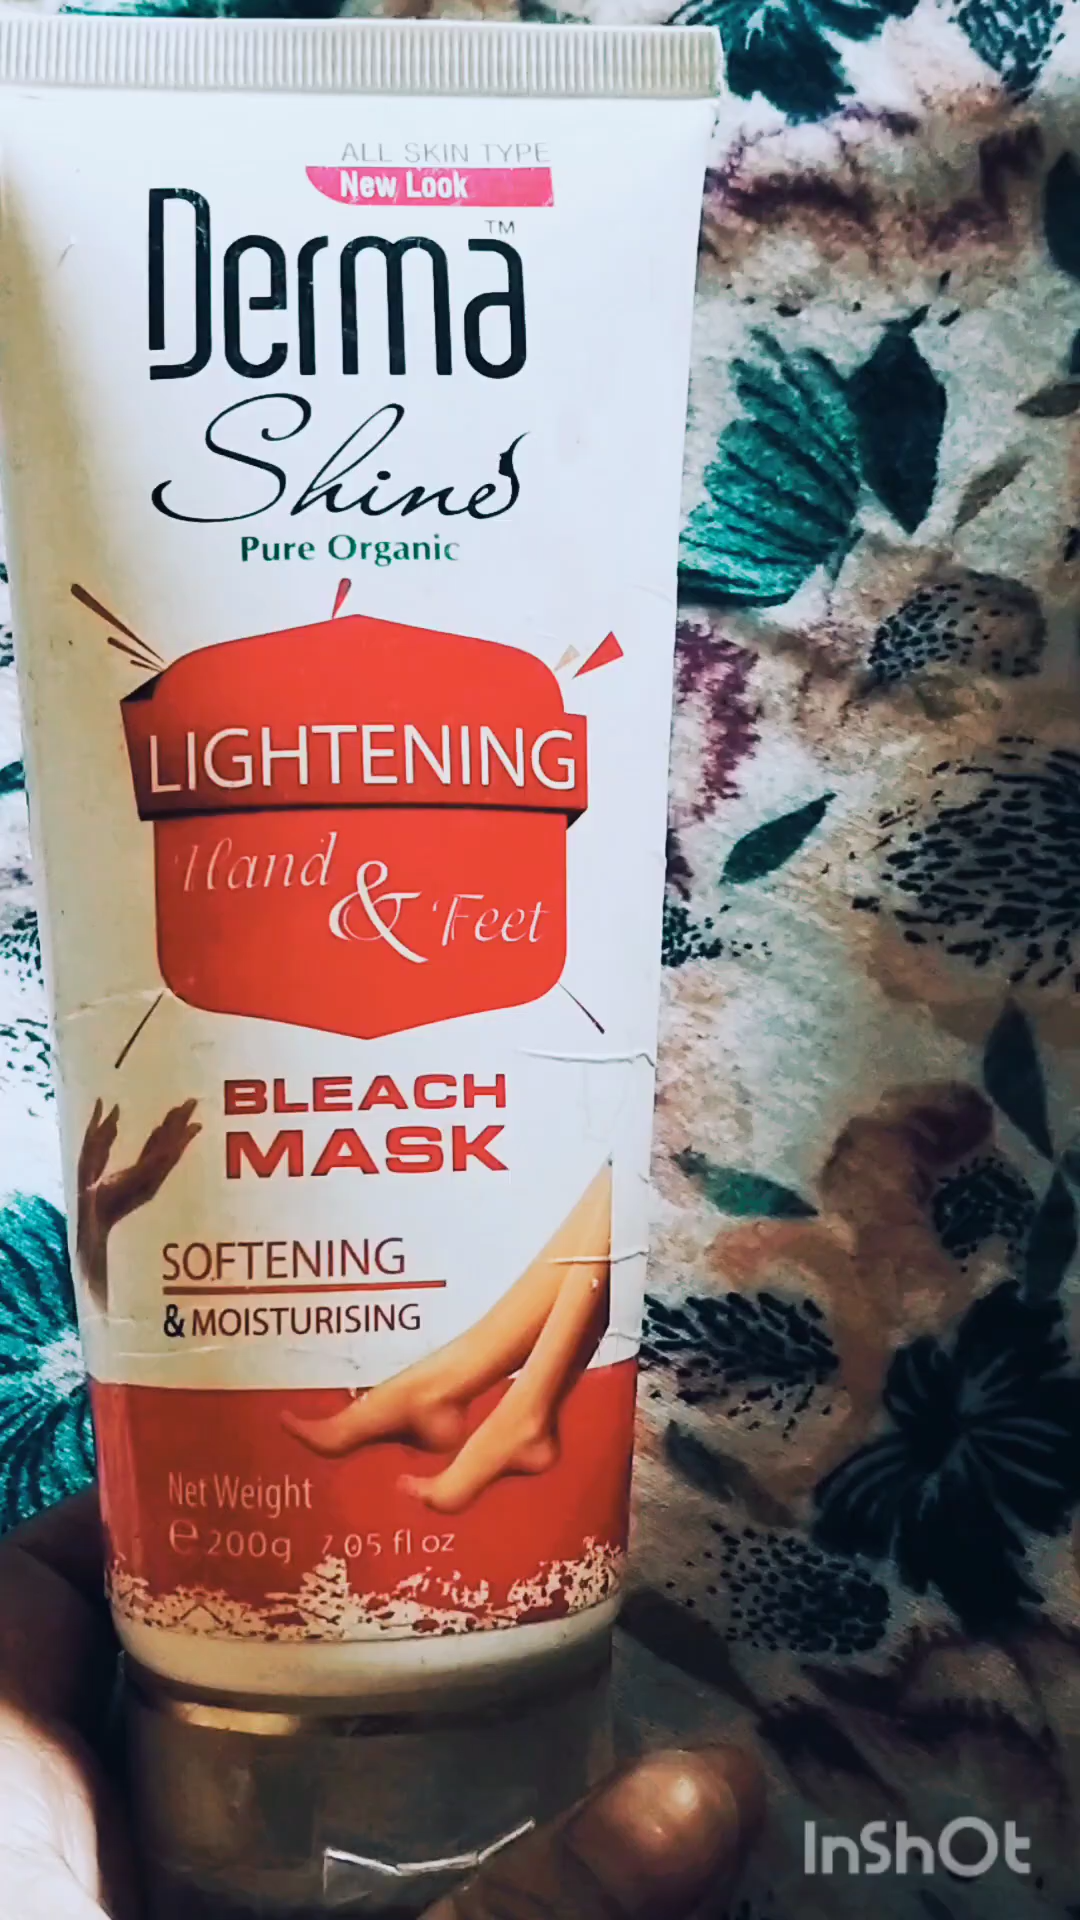 ALL SKIN TYPE
New Look
Derma™
Shine
Pure Organic
LIGHTENING
Hand
& Feet
BLEACH
MASK
SOFTENING
& MOISTURISING
Net Weight
e 200g 7.05 fl oz
InShOt